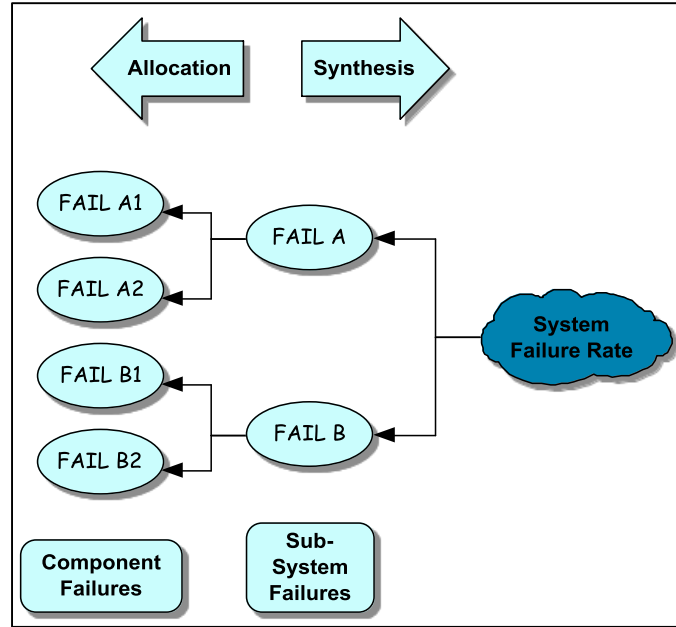 Allocation
Synthesis
FAIL A1
FAIL A
FAIL A2
System
Failure Rate
FAIL B1
FAIL B
FAIL B2
Component
Failures
Sub-
System
Failures